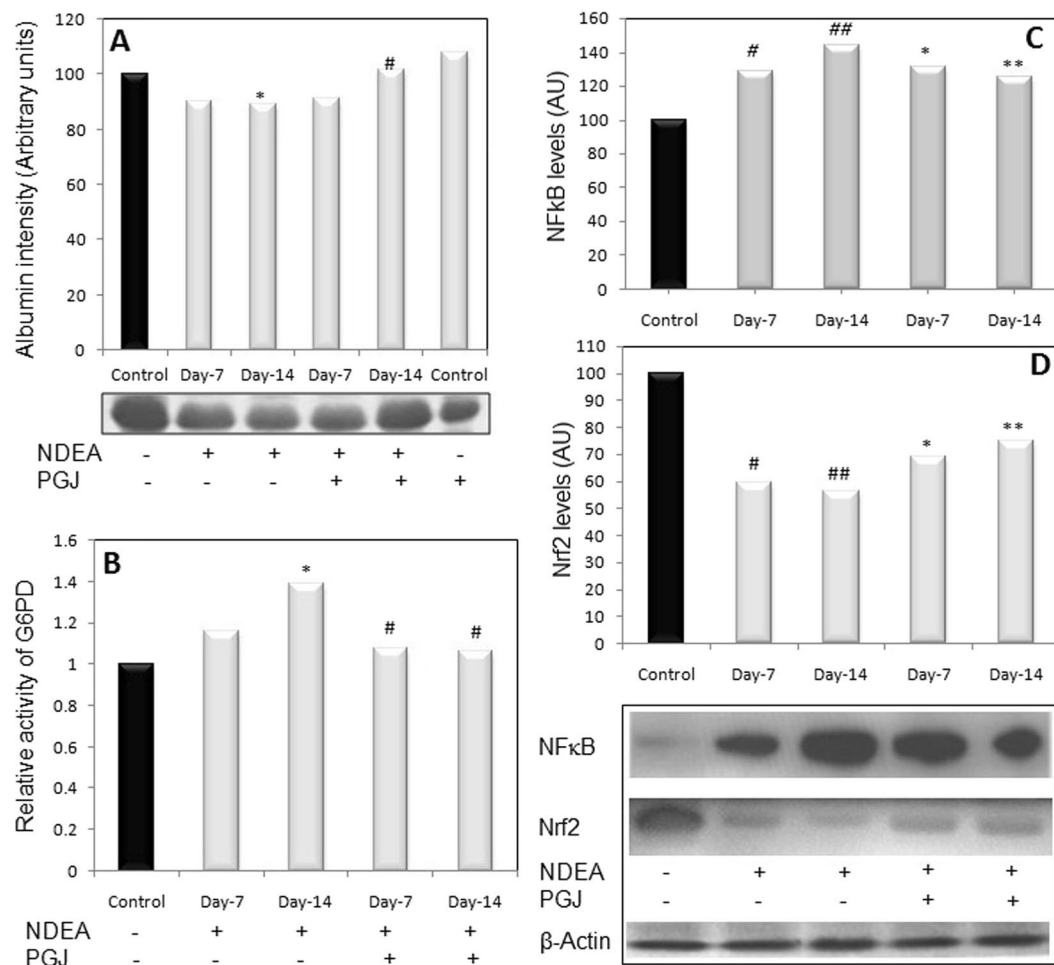 A
Albumin intensity (Arbitrary units)
120
100
80
60
40
20
0
*
#
Control Day-7 Day-14 Day-7 Day-14 Control
NDEA - + + + + -
PGJ - - - + + +
B
Relative activity of G6PD
1.6
1.4
1.2
1
0.8
0.6
0.4
0.2
0
*
# #
Control Day-7 Day-14 Day-7 Day-14
NDEA - + + + +
PGJ - - - + +
C
NFkB levels (AU)
160
140
120
100
80
60
40
20
0
# ## * **
Control Day-7 Day-14 Day-7 Day-14
D
Nrf2 levels (AU)
110
100
90
80
70
60
50
40
30
20
10
0
# ## * **
Control Day-7 Day-14 Day-7 Day-14
NFκB
Nrf2
NDEA - + + + +
PGJ - - - + +
β-Actin